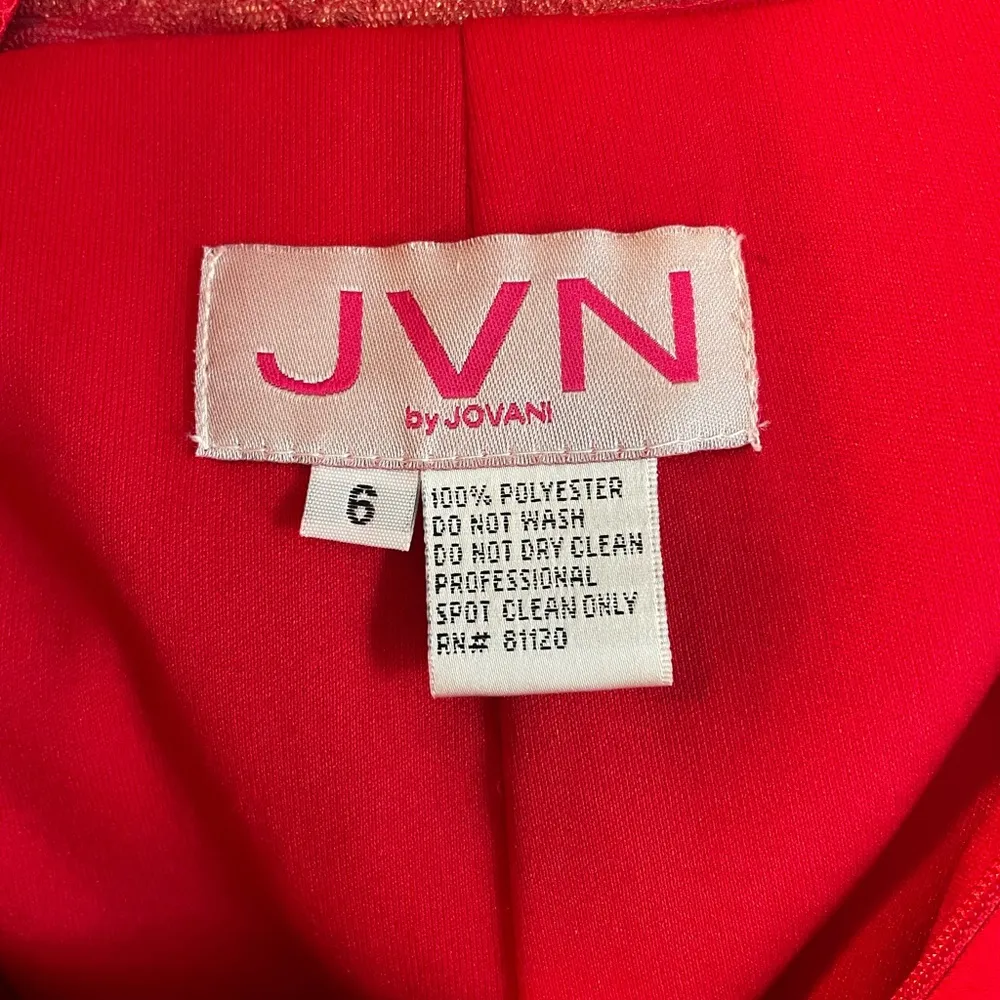 JVN
by JOVANI
6
100% POLYESTER
DO NOT WASH
DO NOT DRY CLEAN
PROFESSIONAL
SPOT CLEAN ONLY
RN# 81120